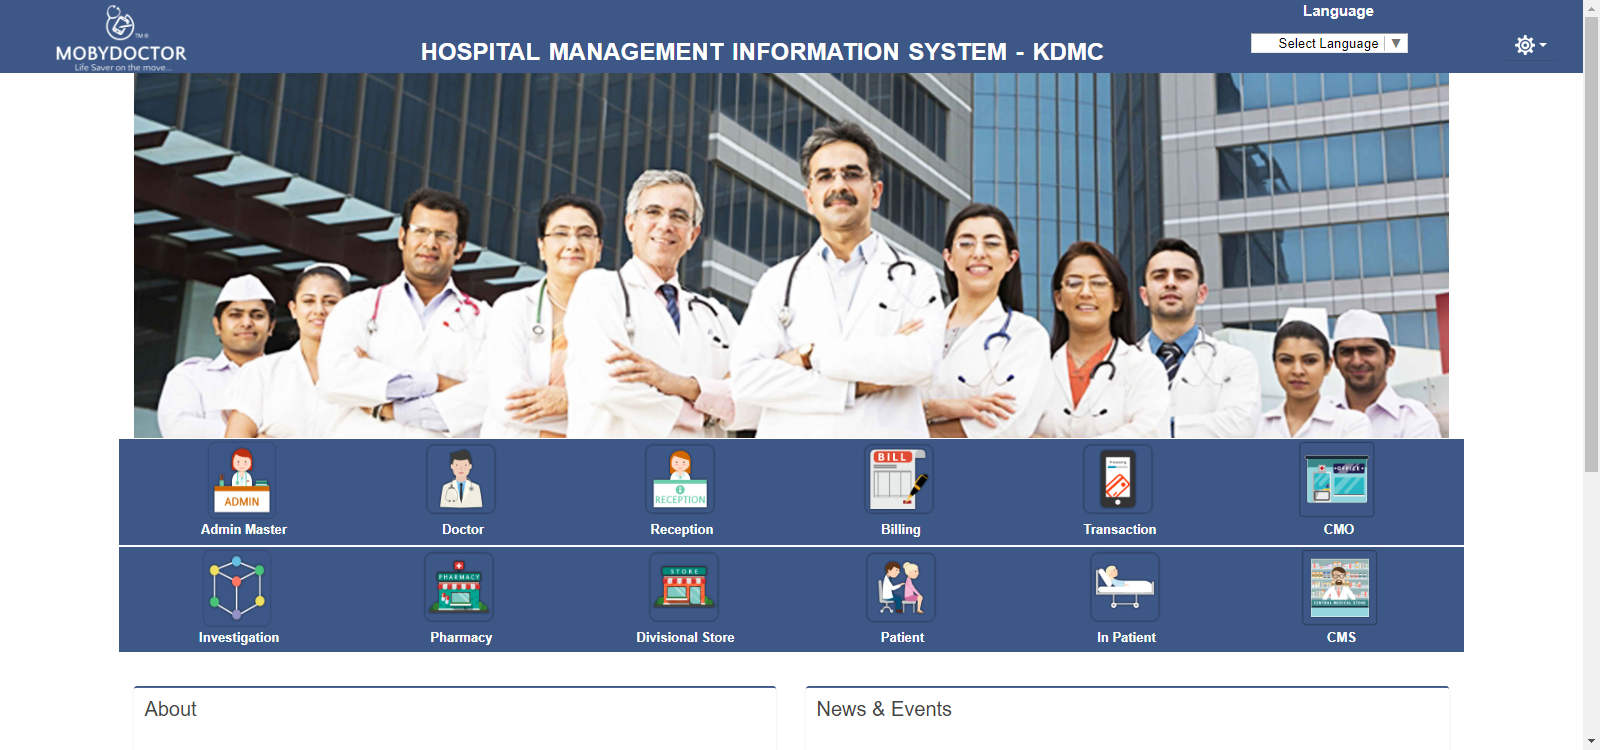 Language
MOBYDOCTOR
TM ®
Life Saver on the move...
HOSPITAL MANAGEMENT INFORMATION SYSTEM - KDMC
Select Language ▼
ADMIN
Admin Master
Doctor
RECEPTION
Reception
BILL
Billing
Transaction
OFFICE
CMO
Investigation
PHARMACY
Pharmacy
STORE
Divisional Store
Patient
In Patient
CENTRAL MEDICAL STORE
CMS
About
News & Events